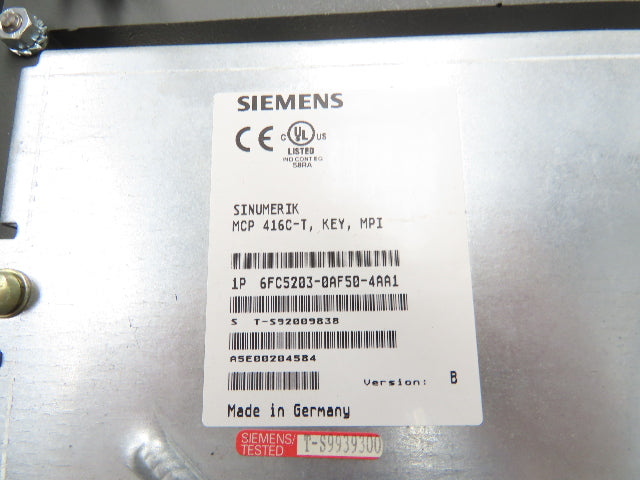 SIEMENS
CE C UL US
LISTED
IND CONT EQ
58RA
SINUMERIK
MCP 416C-T, KEY, MPI
1P 6FC5203-0AF50-4AA1
S T-S92009838
A5E00204584
Version: B
Made in Germany
SIEMENS/
TESTED T-S9939300